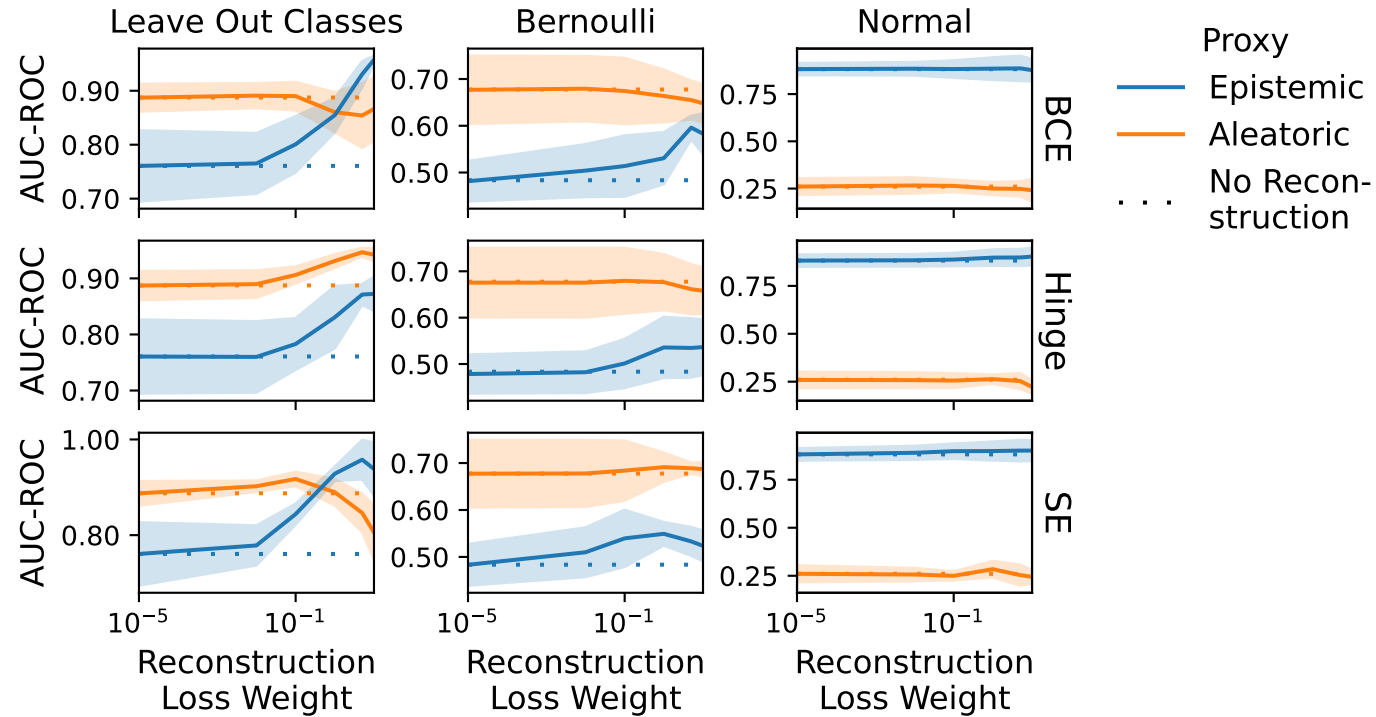 Leave Out Classes
Bernoulli
Normal
Proxy
Epistemic
Aleatoric
No Recon-
struction
AUC-ROC
0.90
0.80
0.70
0.70
0.60
0.50
0.75
0.25
BCE
AUC-ROC
0.90
0.80
0.70
0.70
0.60
0.50
0.75
0.50
0.25
Hinge
AUC-ROC
1.00
0.80
0.70
0.60
0.50
0.75
0.50
0.25
SE
10⁻⁵
10⁻¹
10⁻⁵
10⁻¹
10⁻⁵
10⁻¹
Reconstruction
Loss Weight
Reconstruction
Loss Weight
Reconstruction
Loss Weight